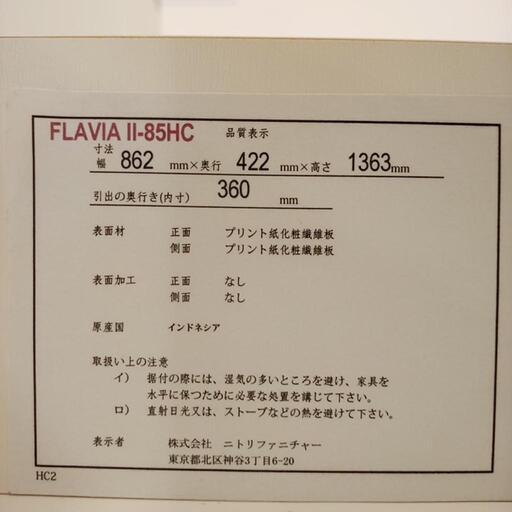 FLAVIA II-85HC 品質表示
寸法
幅 862 mm×奥行 422 mm×高さ 1363mm
引出の奥行き(内寸) 360 mm
表面材 正面 プリント紙化粧繊維板
側面 プリント紙化粧繊維板
表面加工 正面 なし
側面 なし
原産国 インドネシア
取扱い上の注意
イ) 据付の際には、湿気の多いところを避け、家具を
水平に保つために必要な処置を講じて下さい。
ロ) 直射日光又は、ストーブなどの熱を避けて下さい。
表示者 株式会社 ニトリファニチャー
東京都北区神谷3丁目6-20
HC2